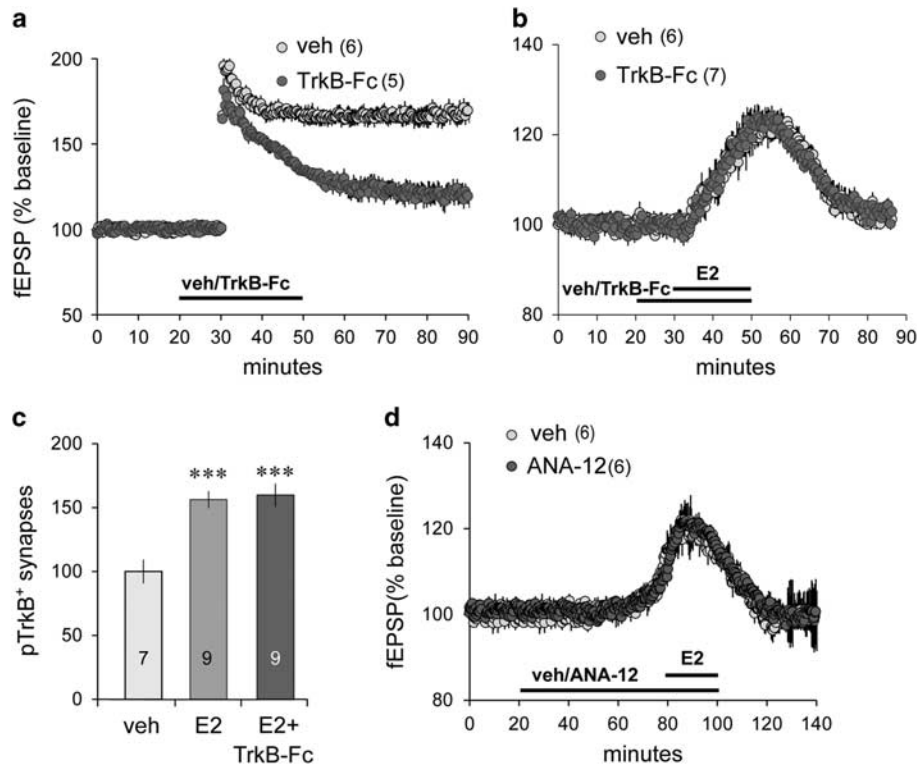 a
veh (6)
TrkB-Fc (5)
fEPSP (% baseline)
200
150
100
50
veh/TrkB-Fc
0 10 20 30 40 50 60 70 80 90
minutes
b
veh (6)
TrkB-Fc (7)
140
120
100
80
E2
veh/TrkB-Fc
0 10 20 30 40 50 60 70 80 90
minutes
c
pTrkB+ synapses
200
150
100
50
0
*** ***
7 9 9
veh E2 E2+
TrkB-Fc
d
veh (6)
ANA-12(6)
fEPSP(% baseline)
140
120
100
80
E2
veh/ANA-12
0 20 40 60 80 100 120 140
minutes